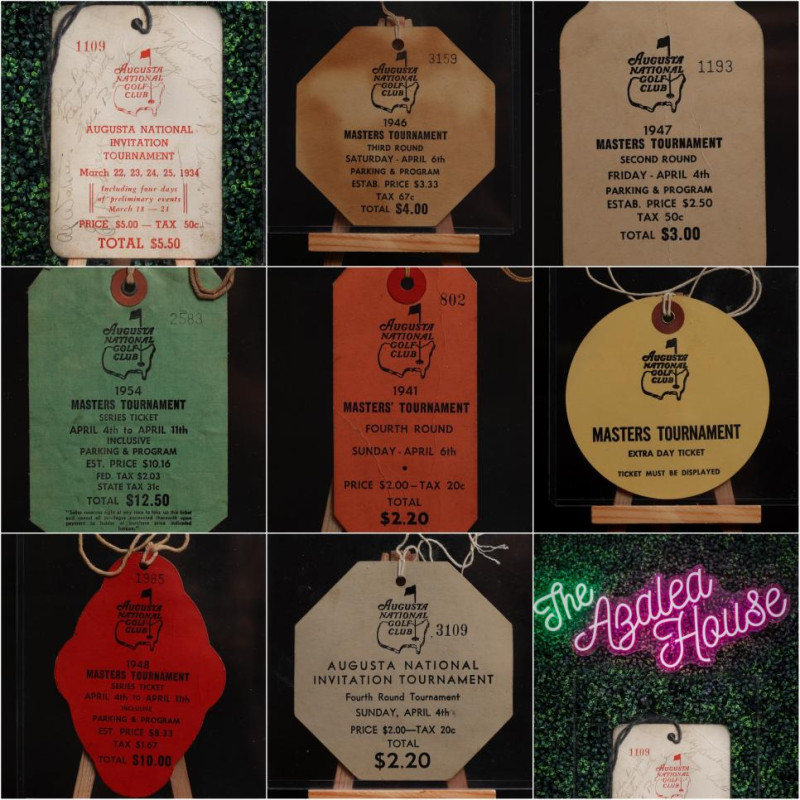 1109
AUGUSTA
NATIONAL
GOLF
CLUB
AUGUSTA NATIONAL
INVITATION
TOURNAMENT
March 22, 23, 24, 25, 1934
Including four days
of preliminary events
March 18 — 21
PRICE $5.00 — TAX 50c
TOTAL $5.50
3159
AUGUSTA
NATIONAL
GOLF
CLUB
1946
MASTERS TOURNAMENT
THIRD ROUND
SATURDAY - APRIL 6th
PARKING & PROGRAM
ESTAB. PRICE $3.33
TAX 67c
TOTAL $4.00
1193
AUGUSTA
NATIONAL
GOLF
CLUB
1947
MASTERS TOURNAMENT
SECOND ROUND
FRIDAY - APRIL 4th
PARKING & PROGRAM
ESTAB. PRICE $2.50
TAX 50c
TOTAL $3.00
2583
AUGUSTA
NATIONAL
GOLF
CLUB
1954
MASTERS TOURNAMENT
SERIES TICKET
APRIL 4th to APRIL 11th
INCLUSIVE
PARKING & PROGRAM
EST. PRICE $10.16
FED. TAX $2.03
STATE TAX 31c
TOTAL $12.50
802
AUGUSTA
NATIONAL
GOLF
CLUB
1941
MASTERS' TOURNAMENT
FOURTH ROUND
SUNDAY - APRIL 6th
PRICE $2.00 — TAX 20c
TOTAL
$2.20
AUGUSTA
NATIONAL
GOLF
CLUB
MASTERS TOURNAMENT
EXTRA DAY TICKET
TICKET MUST BE DISPLAYED
1985
AUGUSTA
NATIONAL
GOLF
CLUB
1948
MASTERS TOURNAMENT
SERIES TICKET
APRIL 4th TO APRIL 11th
INCLUSIVE
PARKING & PROGRAM
EST. PRICE $8.33
TAX $1.67
TOTAL $10.00
AUGUSTA
NATIONAL
GOLF
CLUB
3109
AUGUSTA NATIONAL
INVITATION TOURNAMENT
Fourth Round Tournament
SUNDAY, APRIL 4th
PRICE $2.00—TAX 20c
TOTAL
$2.20
The Azalea
House
1109
AUGUSTA
NATIONAL
GOLF
CLUB